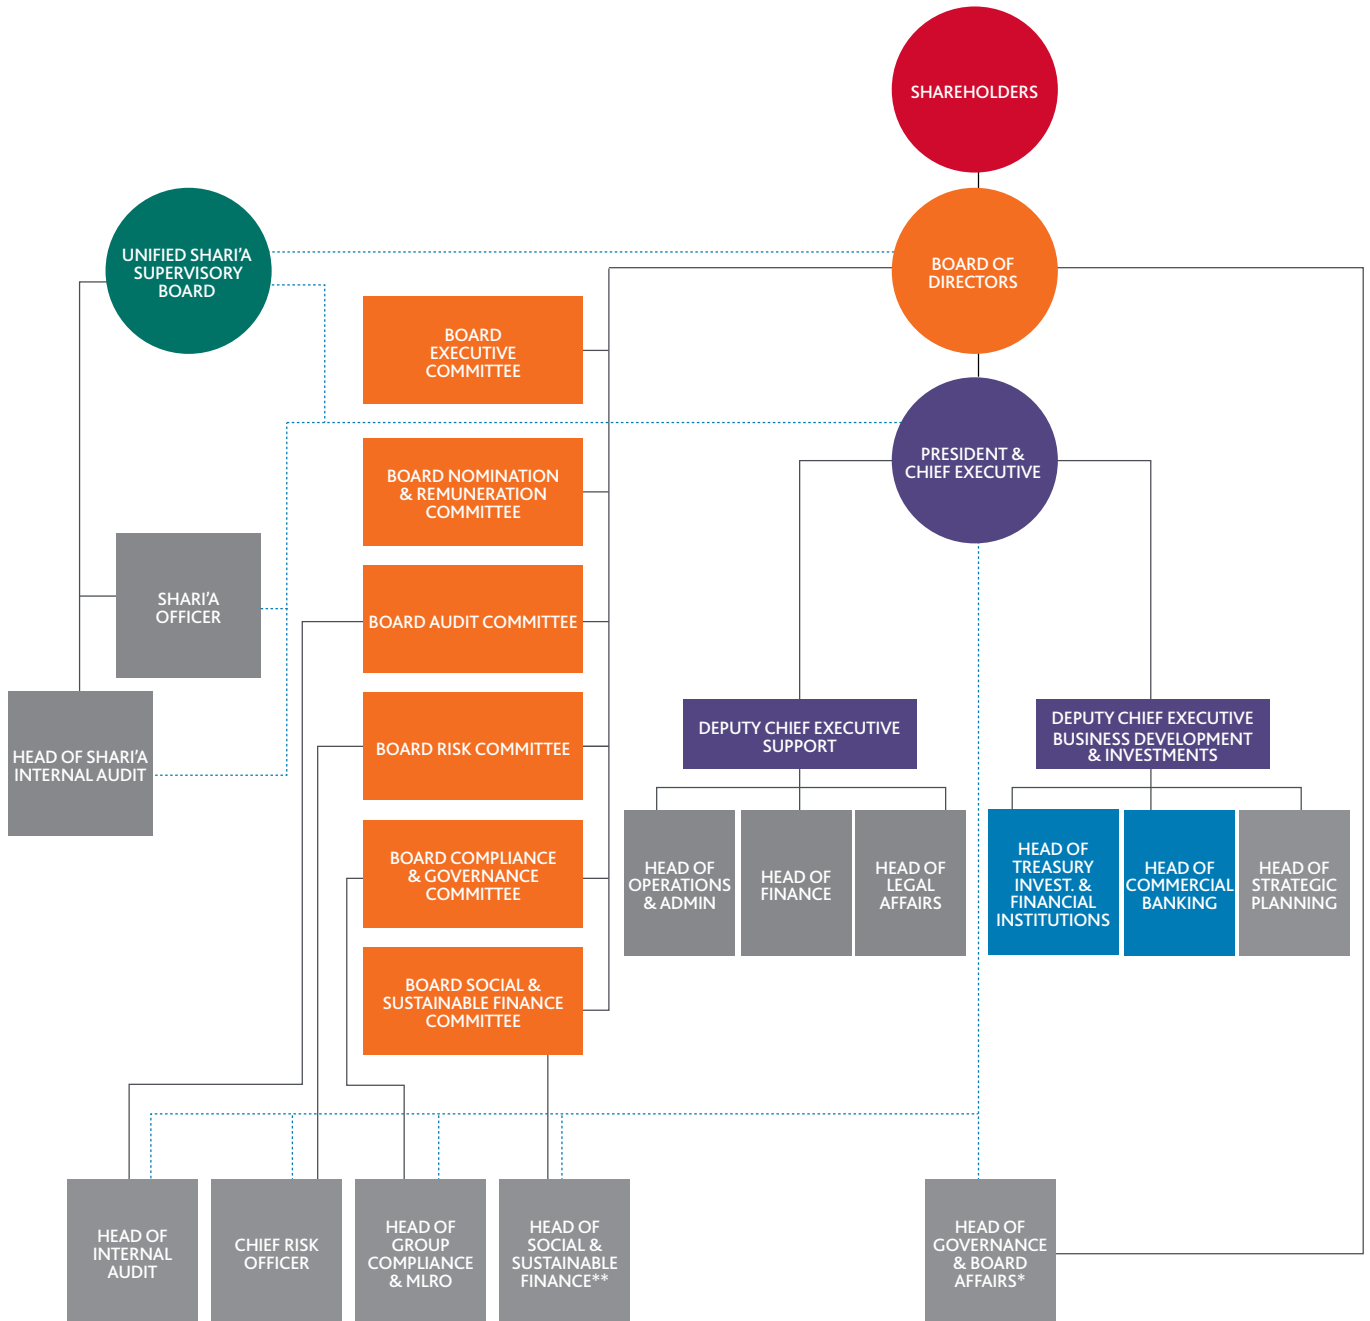 SHAREHOLDERS
UNIFIED SHARI'A
SUPERVISORY
BOARD
BOARD OF
DIRECTORS
BOARD
EXECUTIVE
COMMITTEE
PRESIDENT &
CHIEF EXECUTIVE
BOARD NOMINATION
& REMUNERATION
COMMITTEE
SHARI'A
OFFICER
BOARD AUDIT COMMITTEE
HEAD OF SHARI'A
INTERNAL AUDIT
BOARD RISK COMMITTEE
DEPUTY CHIEF EXECUTIVE
SUPPORT
DEPUTY CHIEF EXECUTIVE
BUSINESS DEVELOPMENT
& INVESTMENTS
BOARD COMPLIANCE
& GOVERNANCE
COMMITTEE
HEAD OF
OPERATIONS
& ADMIN
HEAD OF
FINANCE
HEAD OF
LEGAL
AFFAIRS
HEAD OF
TREASURY
INVEST. &
FINANCIAL
INSTITUTIONS
HEAD OF
COMMERCIAL
BANKING
HEAD OF
STRATEGIC
PLANNING
BOARD SOCIAL &
SUSTAINABLE FINANCE
COMMITTEE
HEAD OF
INTERNAL
AUDIT
CHIEF RISK
OFFICER
HEAD OF
GROUP
COMPLIANCE
& MLRO
HEAD OF
SOCIAL &
SUSTAINABLE
FINANCE**
HEAD OF
GOVERNANCE
& BOARD
AFFAIRS*